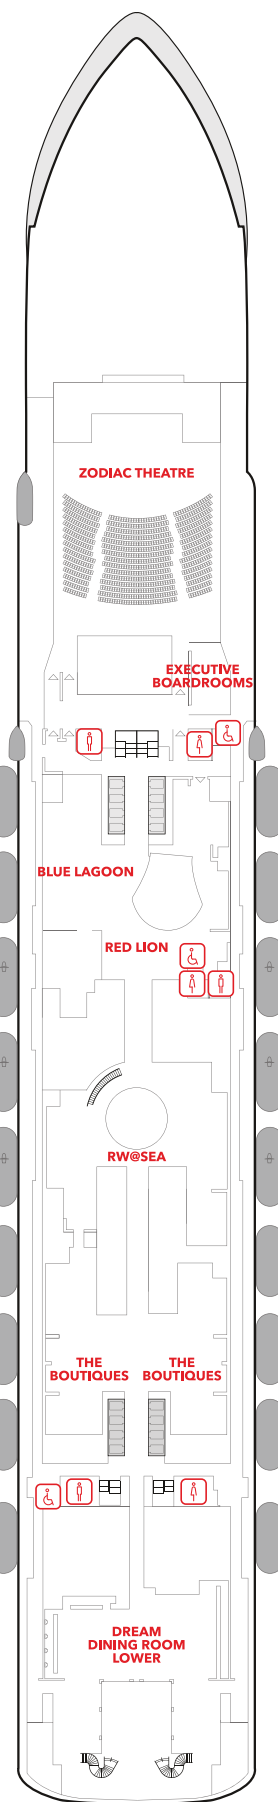 ZODIAC THEATRE
EXECUTIVE
BOARDROOMS
BLUE LAGOON
RED LION
RW@SEA
THE
BOUTIQUES
THE
BOUTIQUES
DREAM
DINING ROOM
LOWER